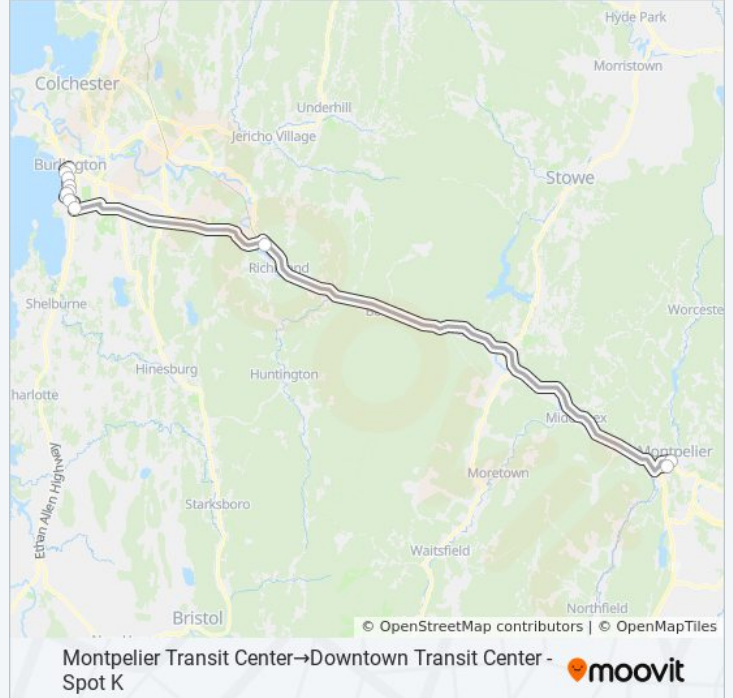 Hyde Park
Morristown
Colchester
Underhill
Jericho Village
Burlington
Stowe
Richmond
Shelburne
Worceste
Hinesburg
Huntington
harlotte
Middlesex
Montpelier
Moretown
Ethan Allen Highway
Starksboro
Waitsfield
Northfield
Bristol
© OpenStreetMap contributors | © OpenMapTiles
Montpelier Transit Center→Downtown Transit Center -
Spot K
moovit